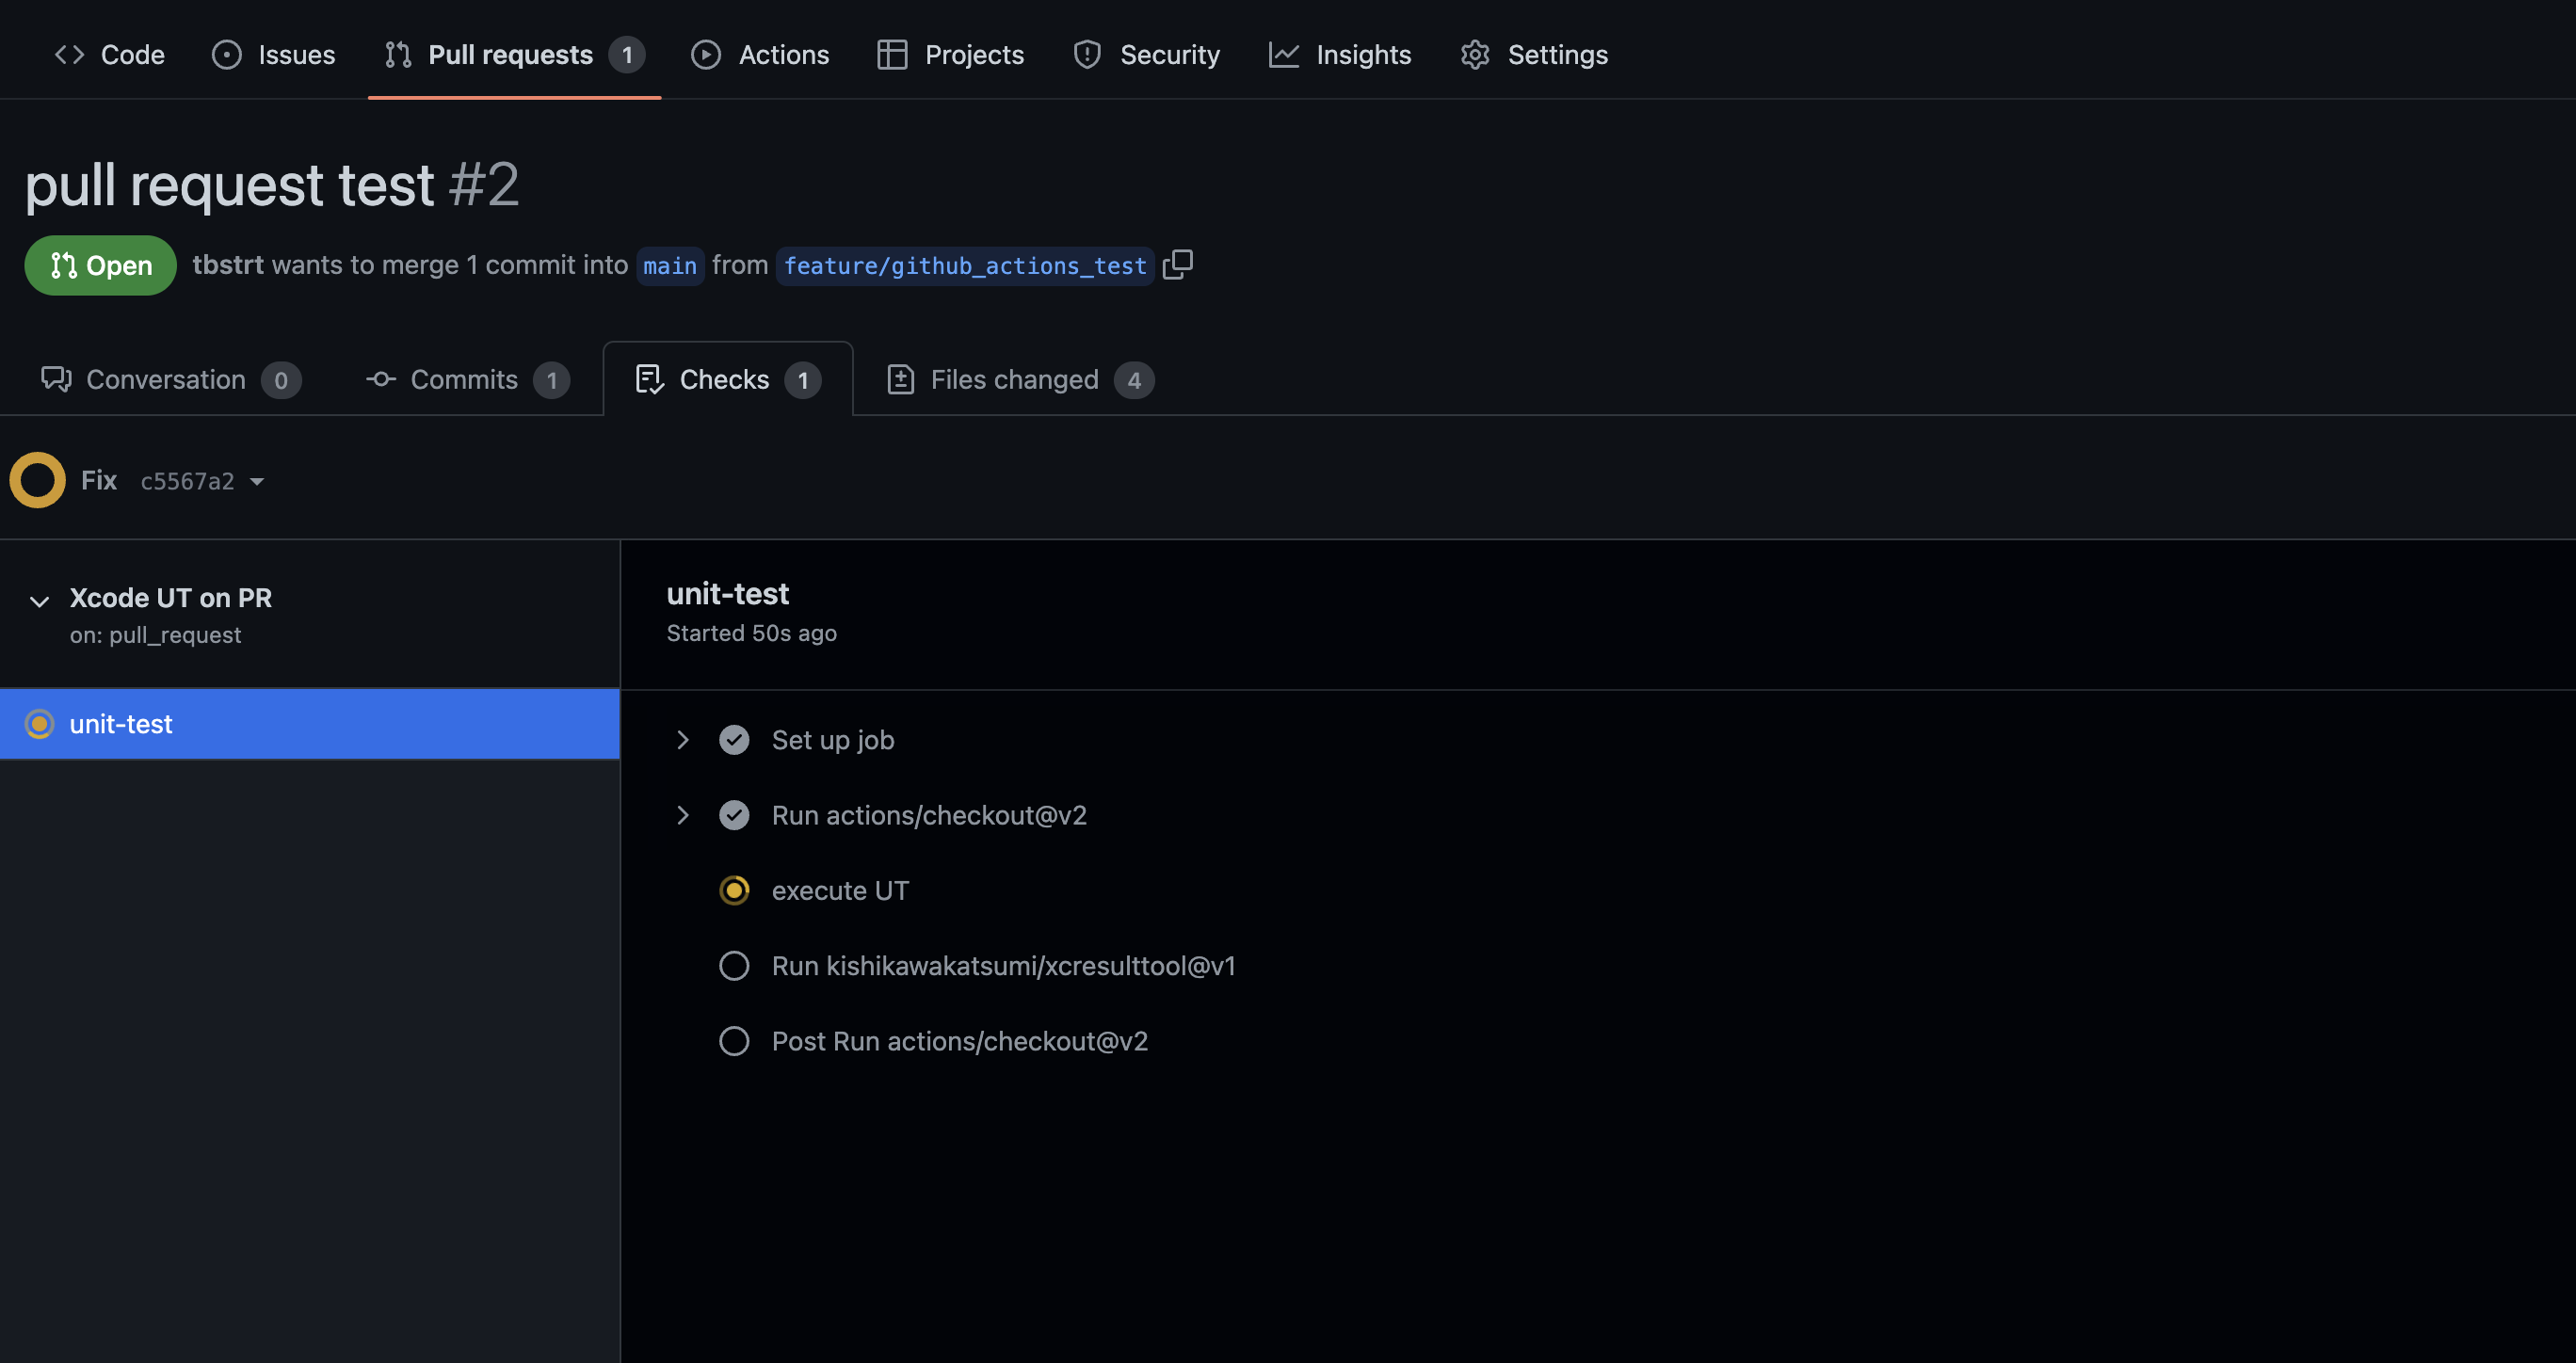 Code Issues Pull requests 1 Actions Projects Security Insights Settings
pull request test #2
Open tbstrt wants to merge 1 commit into main from feature/github_actions_test
Conversation 0 Commits 1 Checks 1 Files changed 4
Fix c5567a2
Xcode UT on PR
on: pull_request
unit-test
unit-test
Started 50s ago
Set up job
Run actions/checkout@v2
execute UT
Run kishikawakatsumi/xcresulttool@v1
Post Run actions/checkout@v2